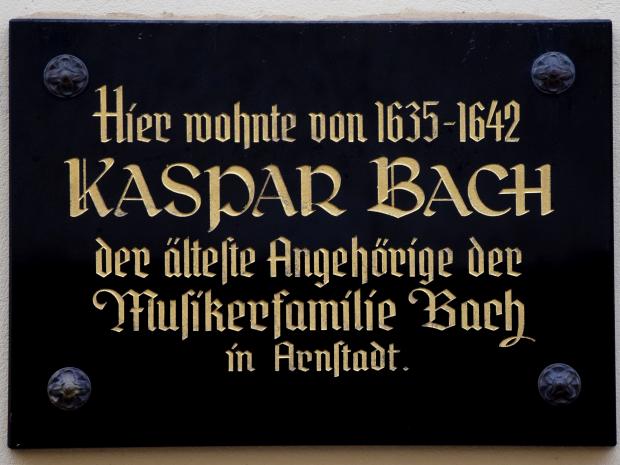 Hier wohnte von 1635-1642
KASPAR BACH
der älteſte Angehörige der
Muſikerfamilie Bach
in Arnſtadt.